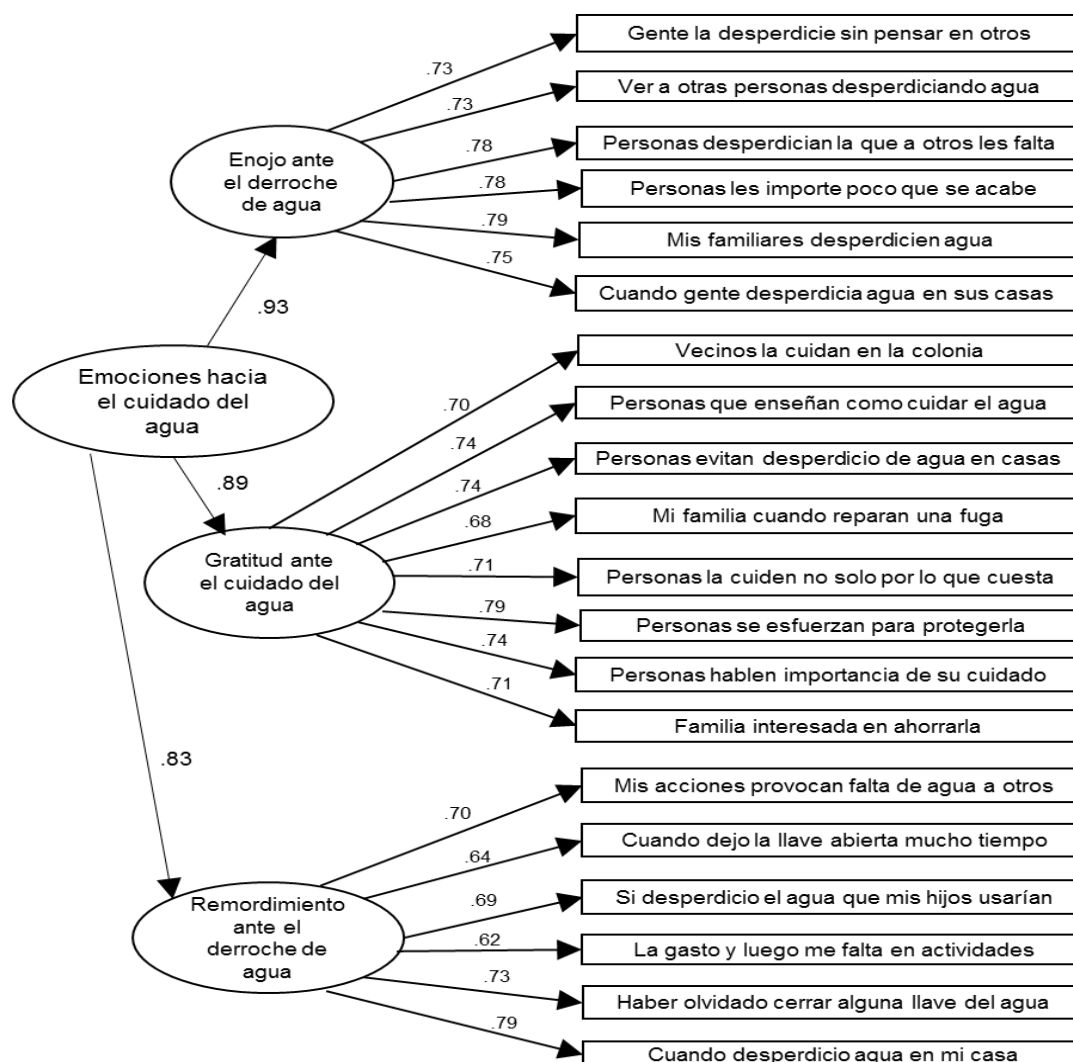 Gente la desperdicie sin pensar en otros
.73
Ver a otras personas desperdiciando agua
.73
Personas desperdician la que a otros les falta
.78
Enojo ante
el derroche
de agua
Personas les importe poco que se acabe
.78
Mis familiares desperdicien agua
.79
Cuando gente desperdicia agua en sus casas
.75
.93
Emociones hacia
el cuidado del
agua
Vecinos la cuidan en la colonia
.70
Personas que enseñan como cuidar el agua
.74
Personas evitan desperdicio de agua en casas
.74
.89
Mi familia cuando reparan una fuga
.68
Gratitud ante
el cuidado del
agua
Personas la cuiden no solo por lo que cuesta
.71
Personas se esfuerzan para protegerla
.79
Personas hablen importancia de su cuidado
.74
Familia interesada en ahorrarla
.71
.83
Mis acciones provocan falta de agua a otros
.70
Cuando dejo la llave abierta mucho tiempo
.64
Si desperdicio el agua que mis hijos usarían
.69
Remordimiento
ante el
derroche de
agua
La gasto y luego me falta en actividades
.62
Haber olvidado cerrar alguna llave del agua
.73
Cuando desperdicio agua en mi casa
.79